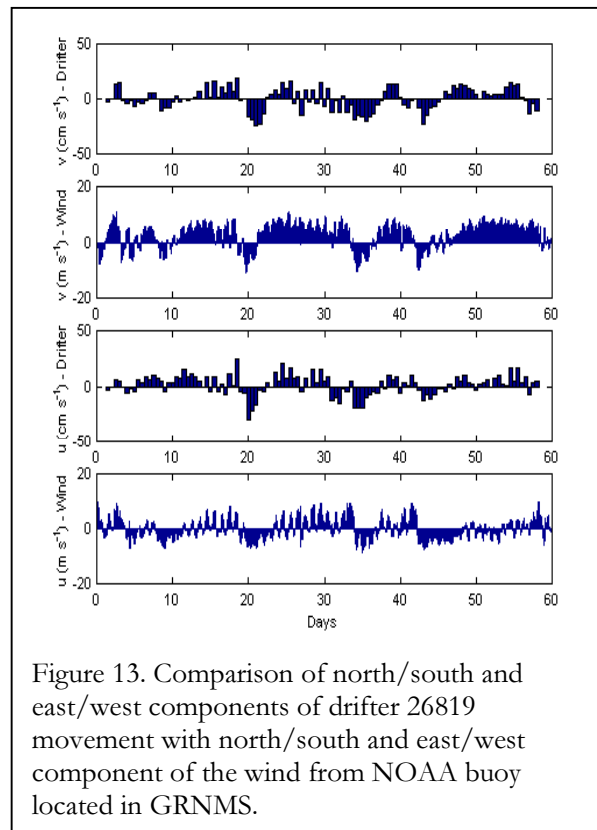 50
0
-50
v (cm s⁻¹) - Drifter
0 10 20 30 40 50 60
20
0
-20
v (m s⁻¹) - Wind
0 10 20 30 40 50 60
50
0
-50
u (cm s⁻¹) - Drifter
0 10 20 30 40 50 60
20
0
-20
u (m s⁻¹) - Wind
0 10 20 30 40 50 60
Days
Figure 13. Comparison of north/south and
east/west components of drifter 26819
movement with north/south and east/west
component of the wind from NOAA buoy
located in GRNMS.